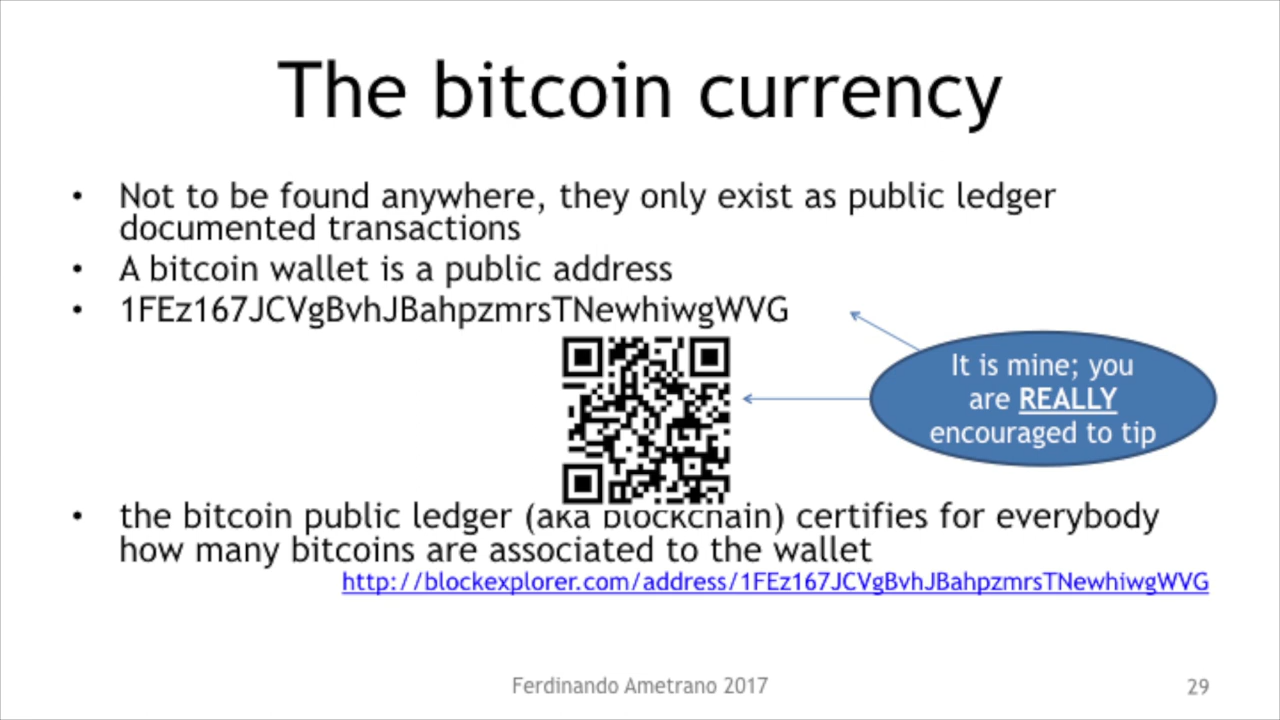 The bitcoin currency
• Not to be found anywhere, they only exist as public ledger
documented transactions
• A bitcoin wallet is a public address
• 1FEz167JCVgBvhJBahpzmrsTNewhiwgWVG
It is mine; you
are REALLY
encouraged to tip
• the bitcoin public ledger (aka blockchain) certifies for everybody
how many bitcoins are associated to the wallet
http://blockexplorer.com/address/1FEz167JCVgBvhJBahpzmrsTNewhiwgWVG
Ferdinando Ametrano 2017
29